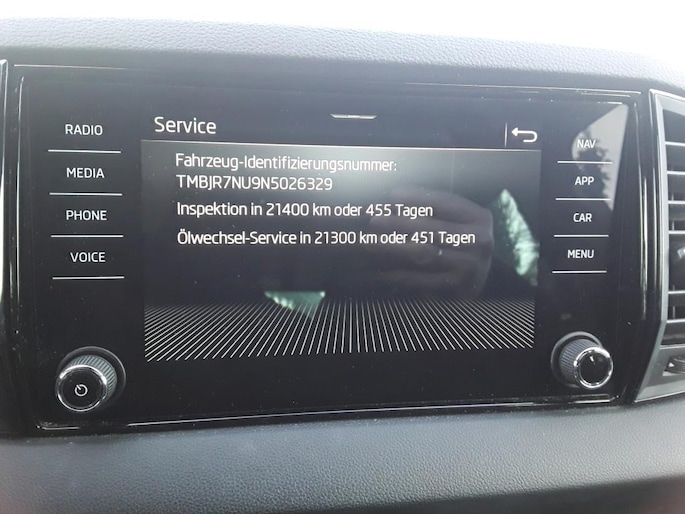 Service
RADIO
MEDIA
PHONE
VOICE
Fahrzeug-Identifizierungsnummer:
TMBJR7NU9N5026329
Inspektion in 21400 km oder 455 Tagen
Ölwechsel-Service in 21300 km oder 451 Tagen
NAV
APP
CAR
MENU